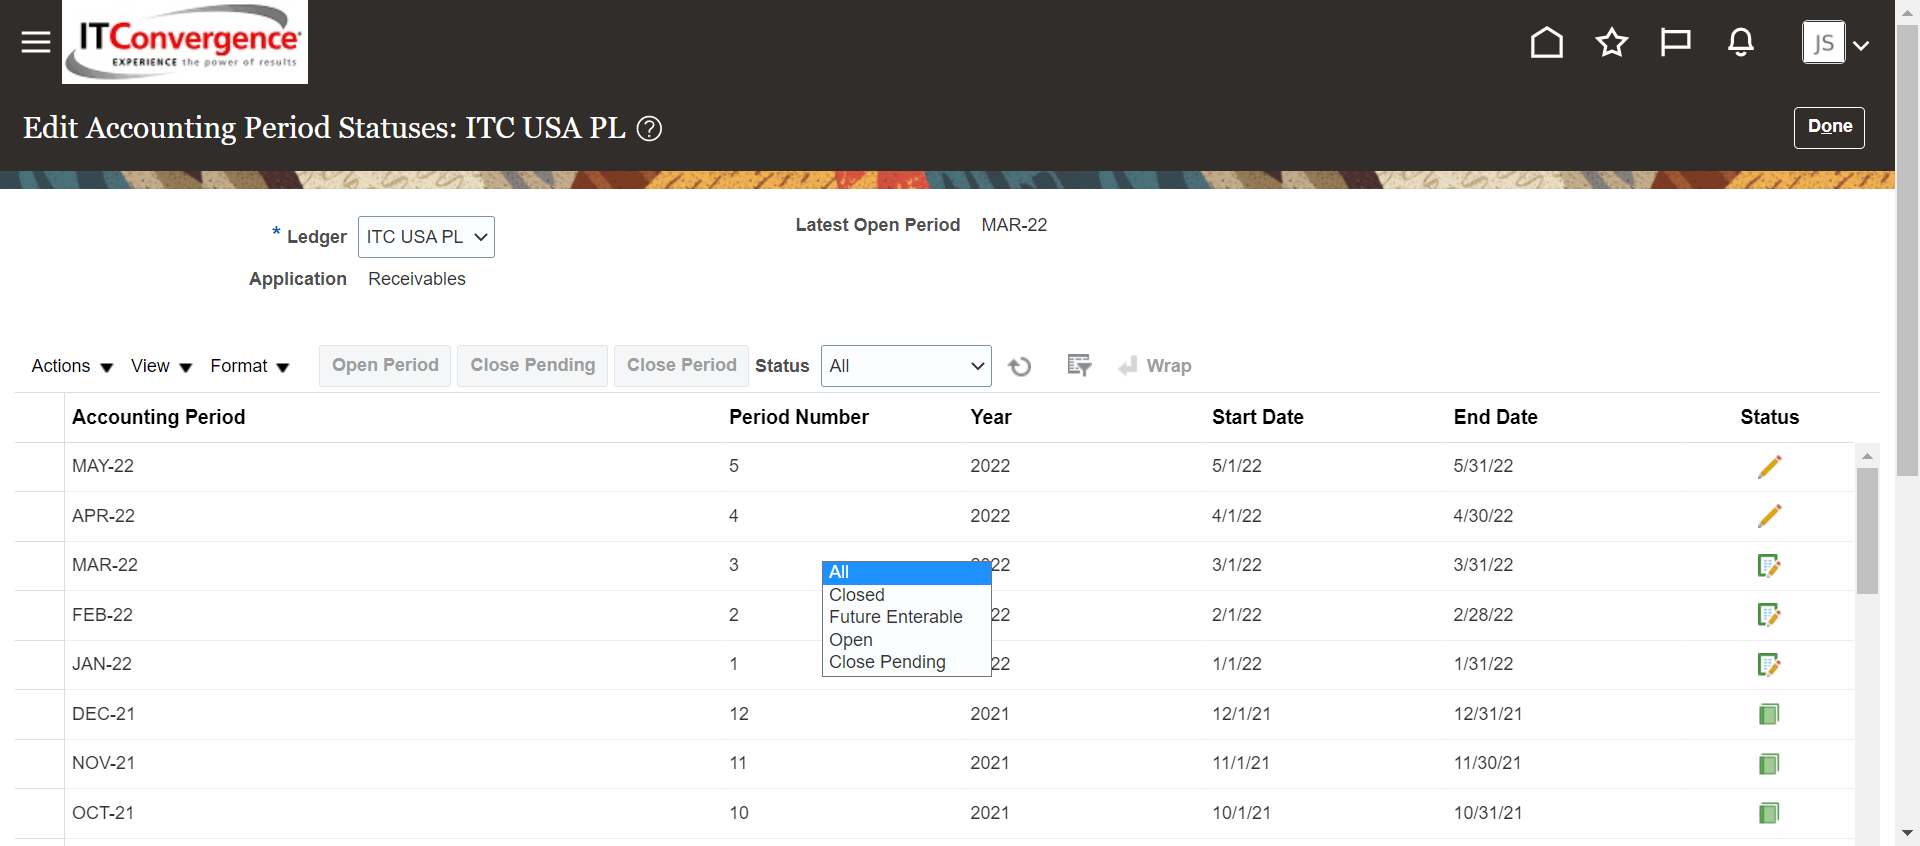 ITConvergence
EXPERIENCE the power of results
JS
Edit Accounting Period Statuses: ITC USA PL ?
Done
* Ledger ITC USA PL
Latest Open Period MAR-22
Application Receivables
Actions View Format Open Period Close Pending Close Period Status All Wrap
Accounting Period Period Number Year Start Date End Date Status
MAY-22 5 2022 5/1/22 5/31/22
APR-22 4 2022 4/1/22 4/30/22
MAR-22 3 22 3/1/22 3/31/22
All
Closed
Future Enterable
Open
Close Pending
FEB-22 2 22 2/1/22 2/28/22
JAN-22 1 22 1/1/22 1/31/22
DEC-21 12 2021 12/1/21 12/31/21
NOV-21 11 2021 11/1/21 11/30/21
OCT-21 10 2021 10/1/21 10/31/21